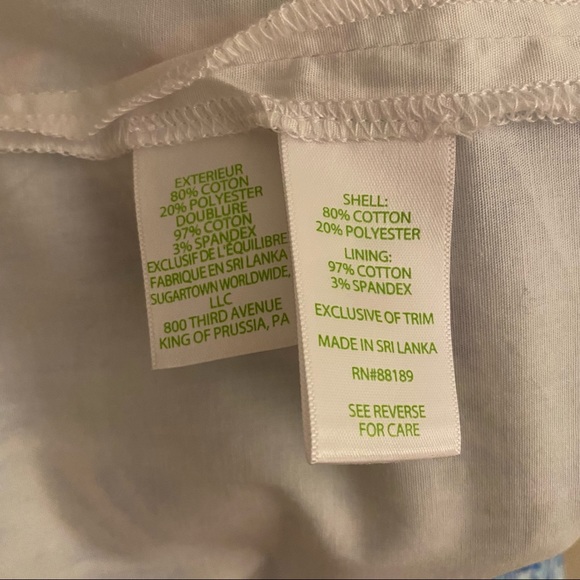 EXTERIEUR
80% COTON
20% POLYESTER
DOUBLURE
97% COTON
3% SPANDEX
EXCLUSIF DE L'ÉQUILIBRE
FABRIQUE EN SRI LANKA
SUGARTOWN WORLDWIDE,
LLC
800 THIRD AVENUE
KING OF PRUSSIA, PA
SHELL:
80% COTTON
20% POLYESTER
LINING:
97% COTTON
3% SPANDEX
EXCLUSIVE OF TRIM
MADE IN SRI LANKA
RN#88189
SEE REVERSE
FOR CARE